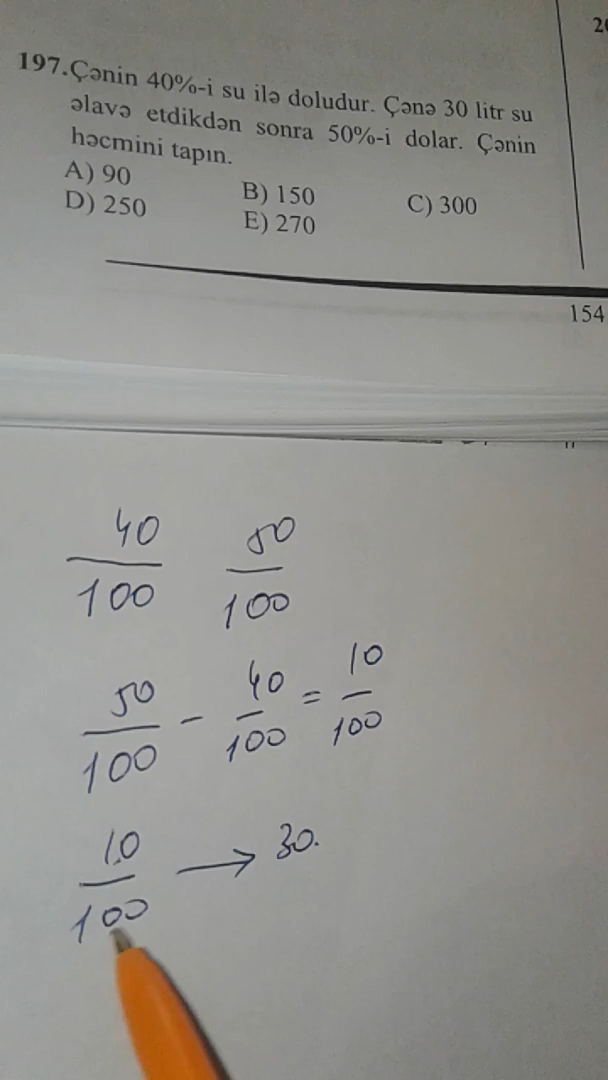 20
197.Çənin 40%-i su ilə doludur. Çənə 30 litr su
əlavə etdikdən sonra 50%-i dolar. Çənin
həcmini tapın.
A) 90 B) 150 C) 300
D) 250 E) 270
154
40/100 50/100
50/100 - 40/100 = 10/100
10/100 → 30.